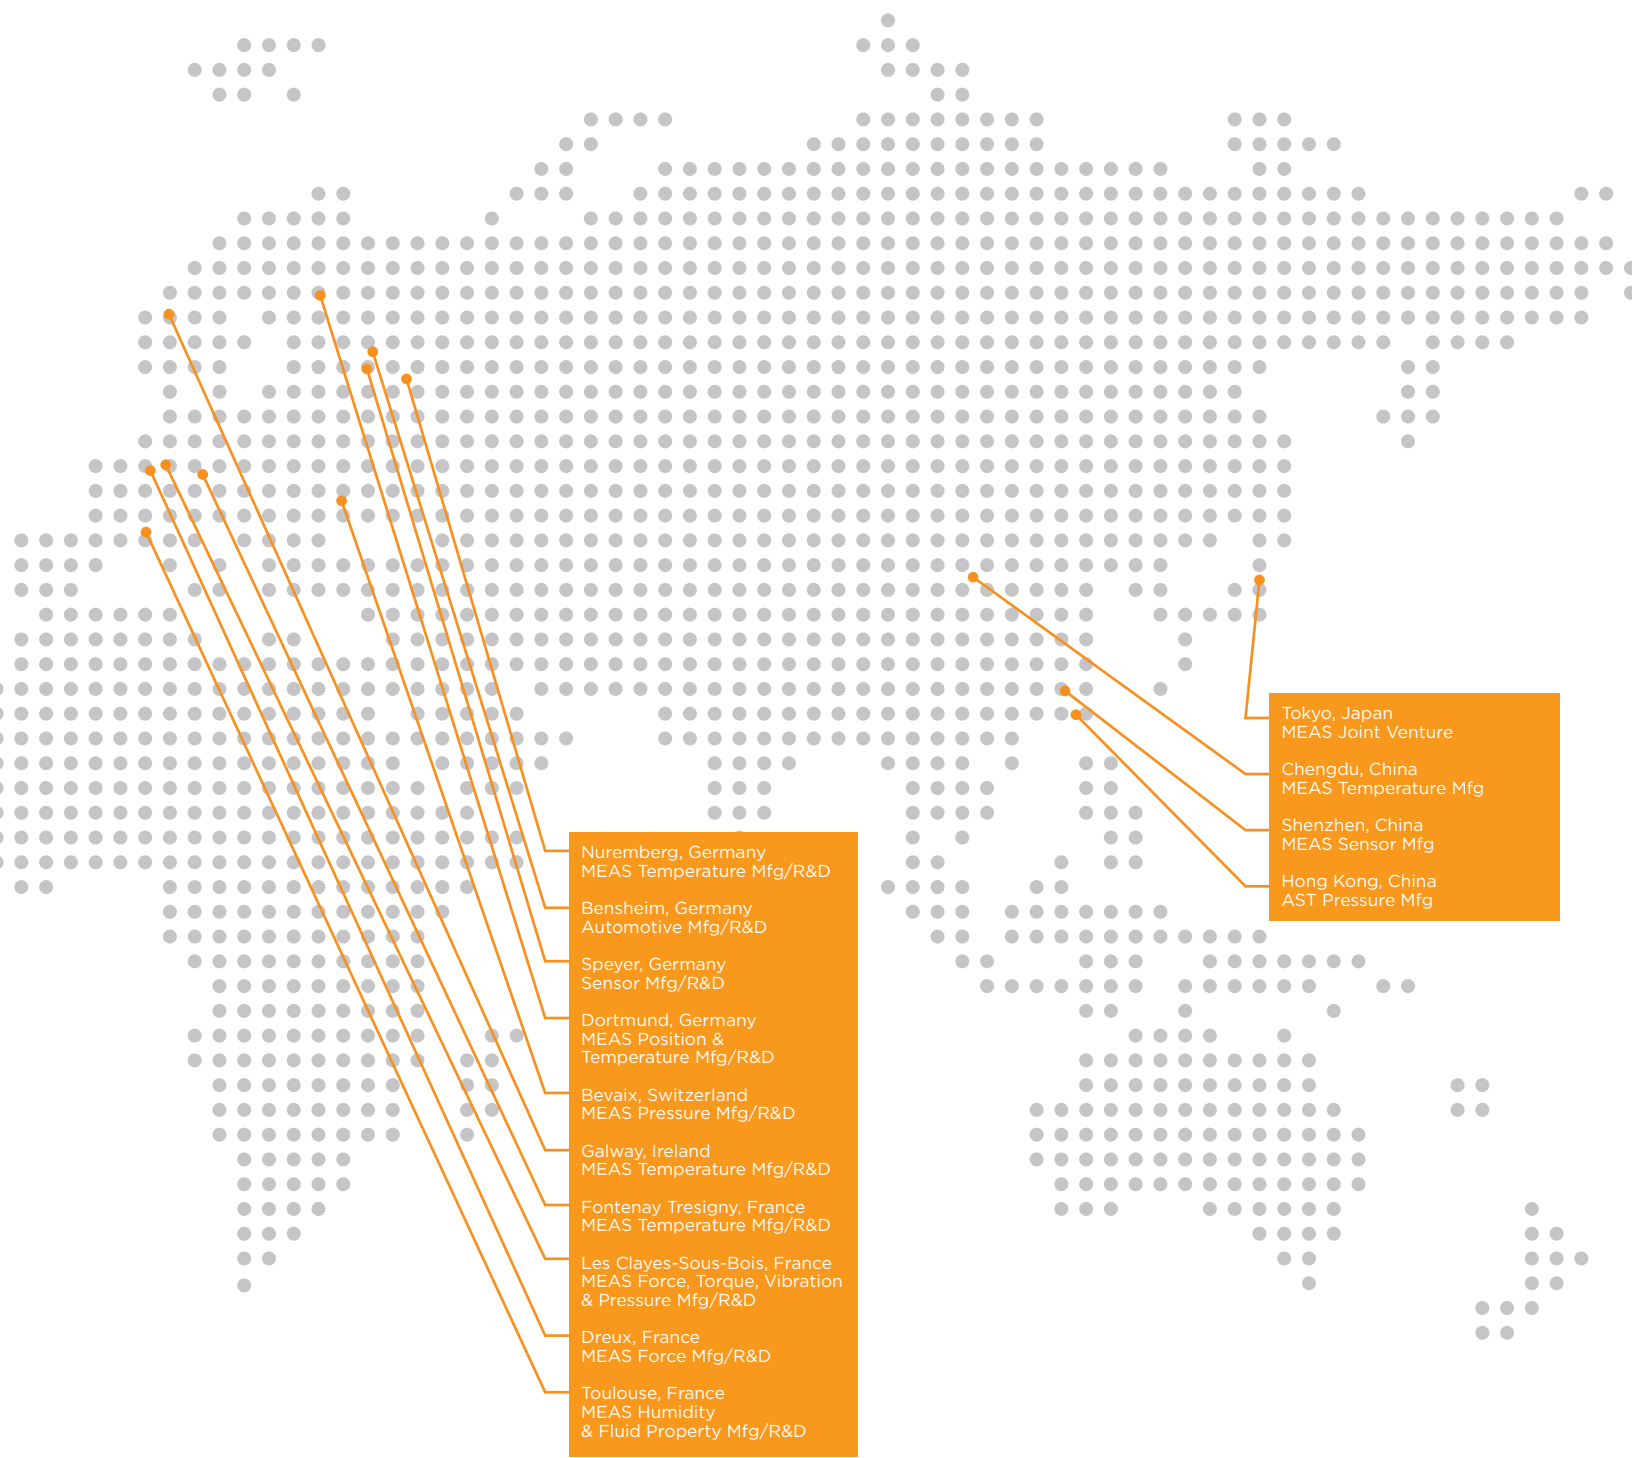 Tokyo, Japan
MEAS Joint Venture
Chengdu, China
MEAS Temperature Mfg
Shenzhen, China
MEAS Sensor Mfg
Hong Kong, China
AST Pressure Mfg
Nuremberg, Germany
MEAS Temperature Mfg/R&D
Bensheim, Germany
Automotive Mfg/R&D
Speyer, Germany
Sensor Mfg/R&D
Dortmund, Germany
MEAS Position &
Temperature Mfg/R&D
Bevaix, Switzerland
MEAS Pressure Mfg/R&D
Galway, Ireland
MEAS Temperature Mfg/R&D
Fontenay Tresigny, France
MEAS Temperature Mfg/R&D
Les Clayes-Sous-Bois, France
MEAS Force, Torque, Vibration
& Pressure Mfg/R&D
Dreux, France
MEAS Force Mfg/R&D
Toulouse, France
MEAS Humidity
& Fluid Property Mfg/R&D